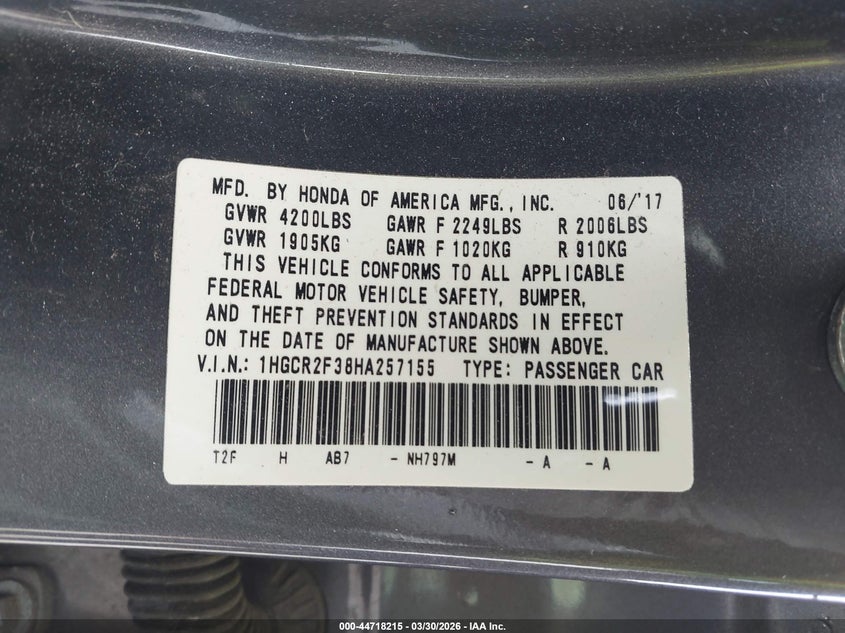 MFD. BY HONDA OF AMERICA MFG., INC. 06/'17
GVWR 4200LBS GAWR F 2249LBS R 2006LBS
GVWR 1905KG GAWR F 1020KG R 910KG
THIS VEHICLE CONFORMS TO ALL APPLICABLE
FEDERAL MOTOR VEHICLE SAFETY, BUMPER,
AND THEFT PREVENTION STANDARDS IN EFFECT
ON THE DATE OF MANUFACTURE SHOWN ABOVE.
V.I.N.: 1HGCR2F38HA257155 TYPE: PASSENGER CAR
T2F H AB7 - NH797M - A - A
000-44718215 - 03/30/2026 - IAA Inc.